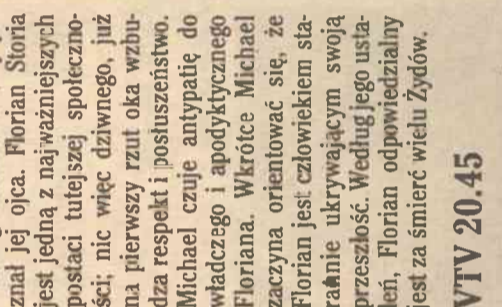 znał jej ojca. Florian Storia
jest jedną z najważniejszych
postaci tutejszej społeczno-
ści; nic więc dziwnego, już
na pierwszy rzut oka wzbu-
dza respekt i posłuszeństwo.
Michael czuje antypatię do
władczego i apodyktycznego
Floriana. Wkrótce Michael
zaczyna orientować się, że
Florian jest człowiekiem sta-
rannie ukrywającym swoją
przeszłość. Według jego usta-
leń, Florian odpowiedzialny
jest za śmierć wielu Żydów.
VTV 20.45